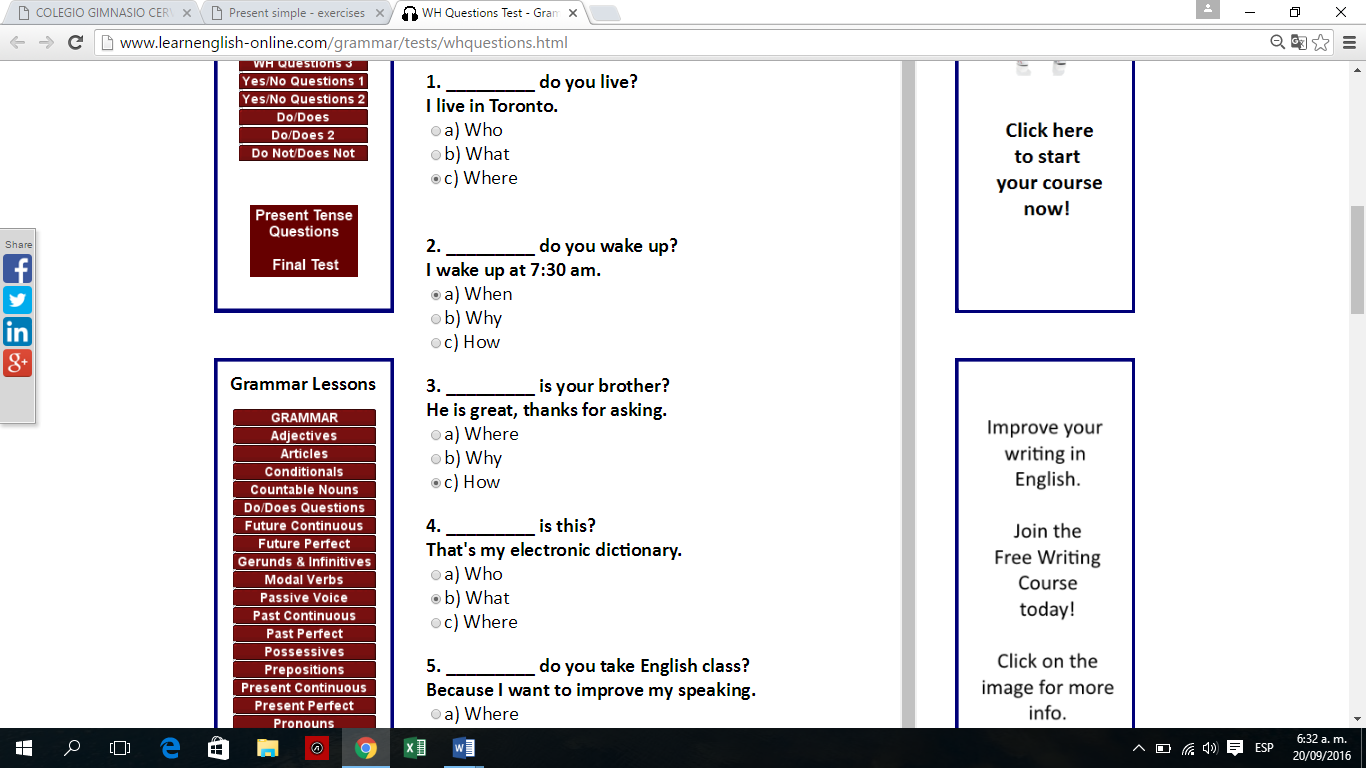 COLEGIO GIMNASIO CER
Present simple - exercises
WH Questions Test - Gram
www.learnenglish-online.com/grammar/tests/whquestions.html
Share
WH Questions 3
Yes/No Questions 1
Yes/No Questions 2
Do/Does
Do/Does 2
Do Not/Does Not
Present Tense
Questions
Final Test
Grammar Lessons
GRAMMAR
Adjectives
Articles
Conditionals
Countable Nouns
Do/Does Questions
Future Continuous
Future Perfect
Gerunds & Infinitives
Modal Verbs
Passive Voice
Past Continuous
Past Perfect
Possessives
Prepositions
Present Continuous
Present Perfect
Pronouns
1. _________ do you live?
I live in Toronto.
a) Who
b) What
c) Where
2. _________ do you wake up?
I wake up at 7:30 am.
a) When
b) Why
c) How
3. _________ is your brother?
He is great, thanks for asking.
a) Where
b) Why
c) How
4. _________ is this?
That's my electronic dictionary.
a) Who
b) What
c) Where
5. _________ do you take English class?
Because I want to improve my speaking.
a) Where
Click here
to start
your course
now!
Improve your
writing in
English.
Join the
Free Writing
Course
today!
Click on the
image for more
info.
ESP
6:32 a. m.
20/09/2016